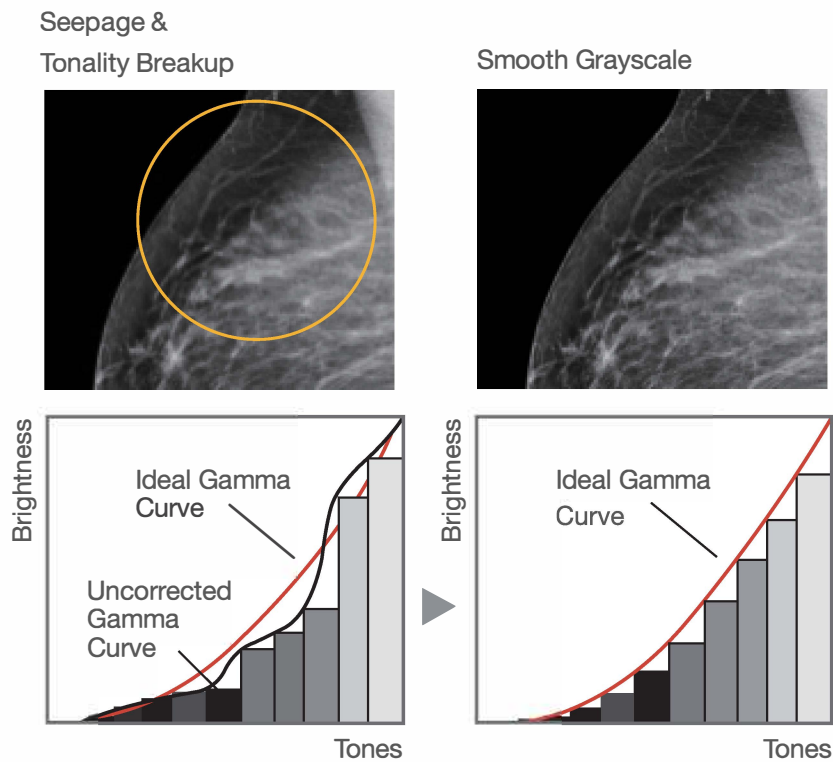 Seepage &
Tonality Breakup
Smooth Grayscale
Brightness
Ideal Gamma
Curve
Uncorrected
Gamma
Curve
Tones
Brightness
Ideal Gamma
Curve
Tones